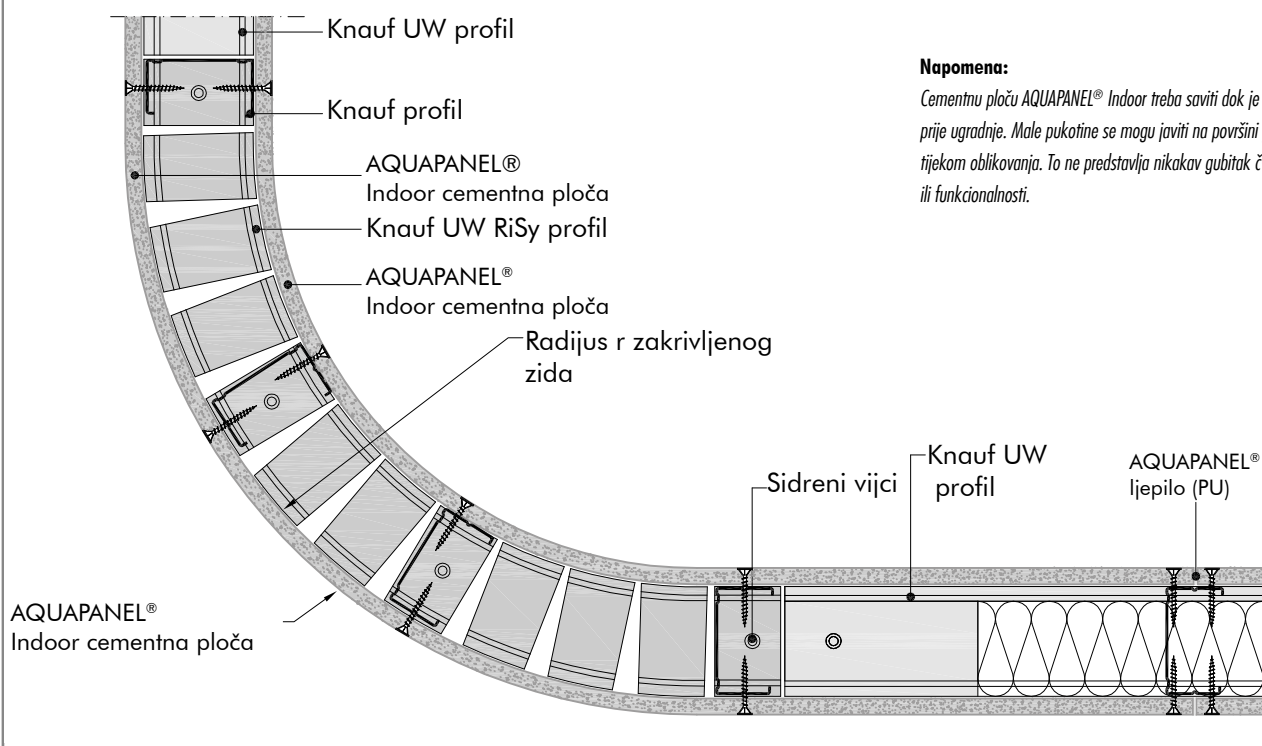 Knauf UW profil
Napomena:
Cementnu ploču AQUAPANEL® Indoor treba saviti dok je
prije ugradnje. Male pukotine se mogu javiti na površini
tijekom oblikovanja. To ne predstavlja nikakav gubitak č
ili funkcionalnosti.
Knauf profil
AQUAPANEL®
Indoor cementna ploča
Knauf UW RiSy profil
AQUAPANEL®
Indoor cementna ploča
Radijus r zakrivljenog
zida
Sidreni vijci
Knauf UW
profil
AQUAPANEL®
ljepilo (PU)
AQUAPANEL®
Indoor cementna ploča